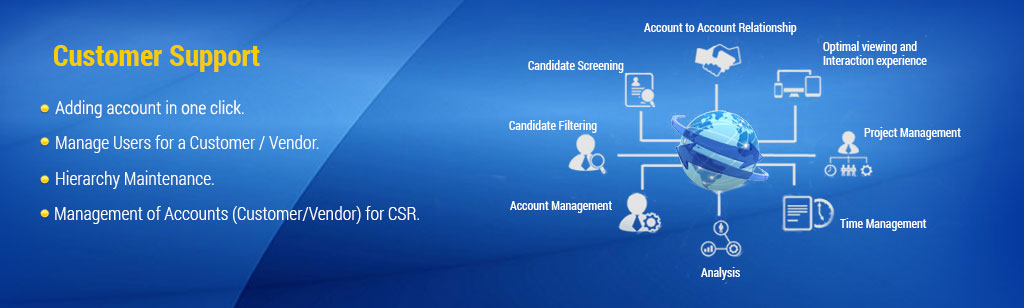 Customer Support
Adding account in one click.
Manage Users for a Customer / Vendor.
Hierarchy Maintenance.
Management of Accounts (Customer/Vendor) for CSR.
Account to Account Relationship
Optimal viewing and
Interaction experience
Candidate Screening
Candidate Filtering
Project Management
Account Management
Time Management
Analysis